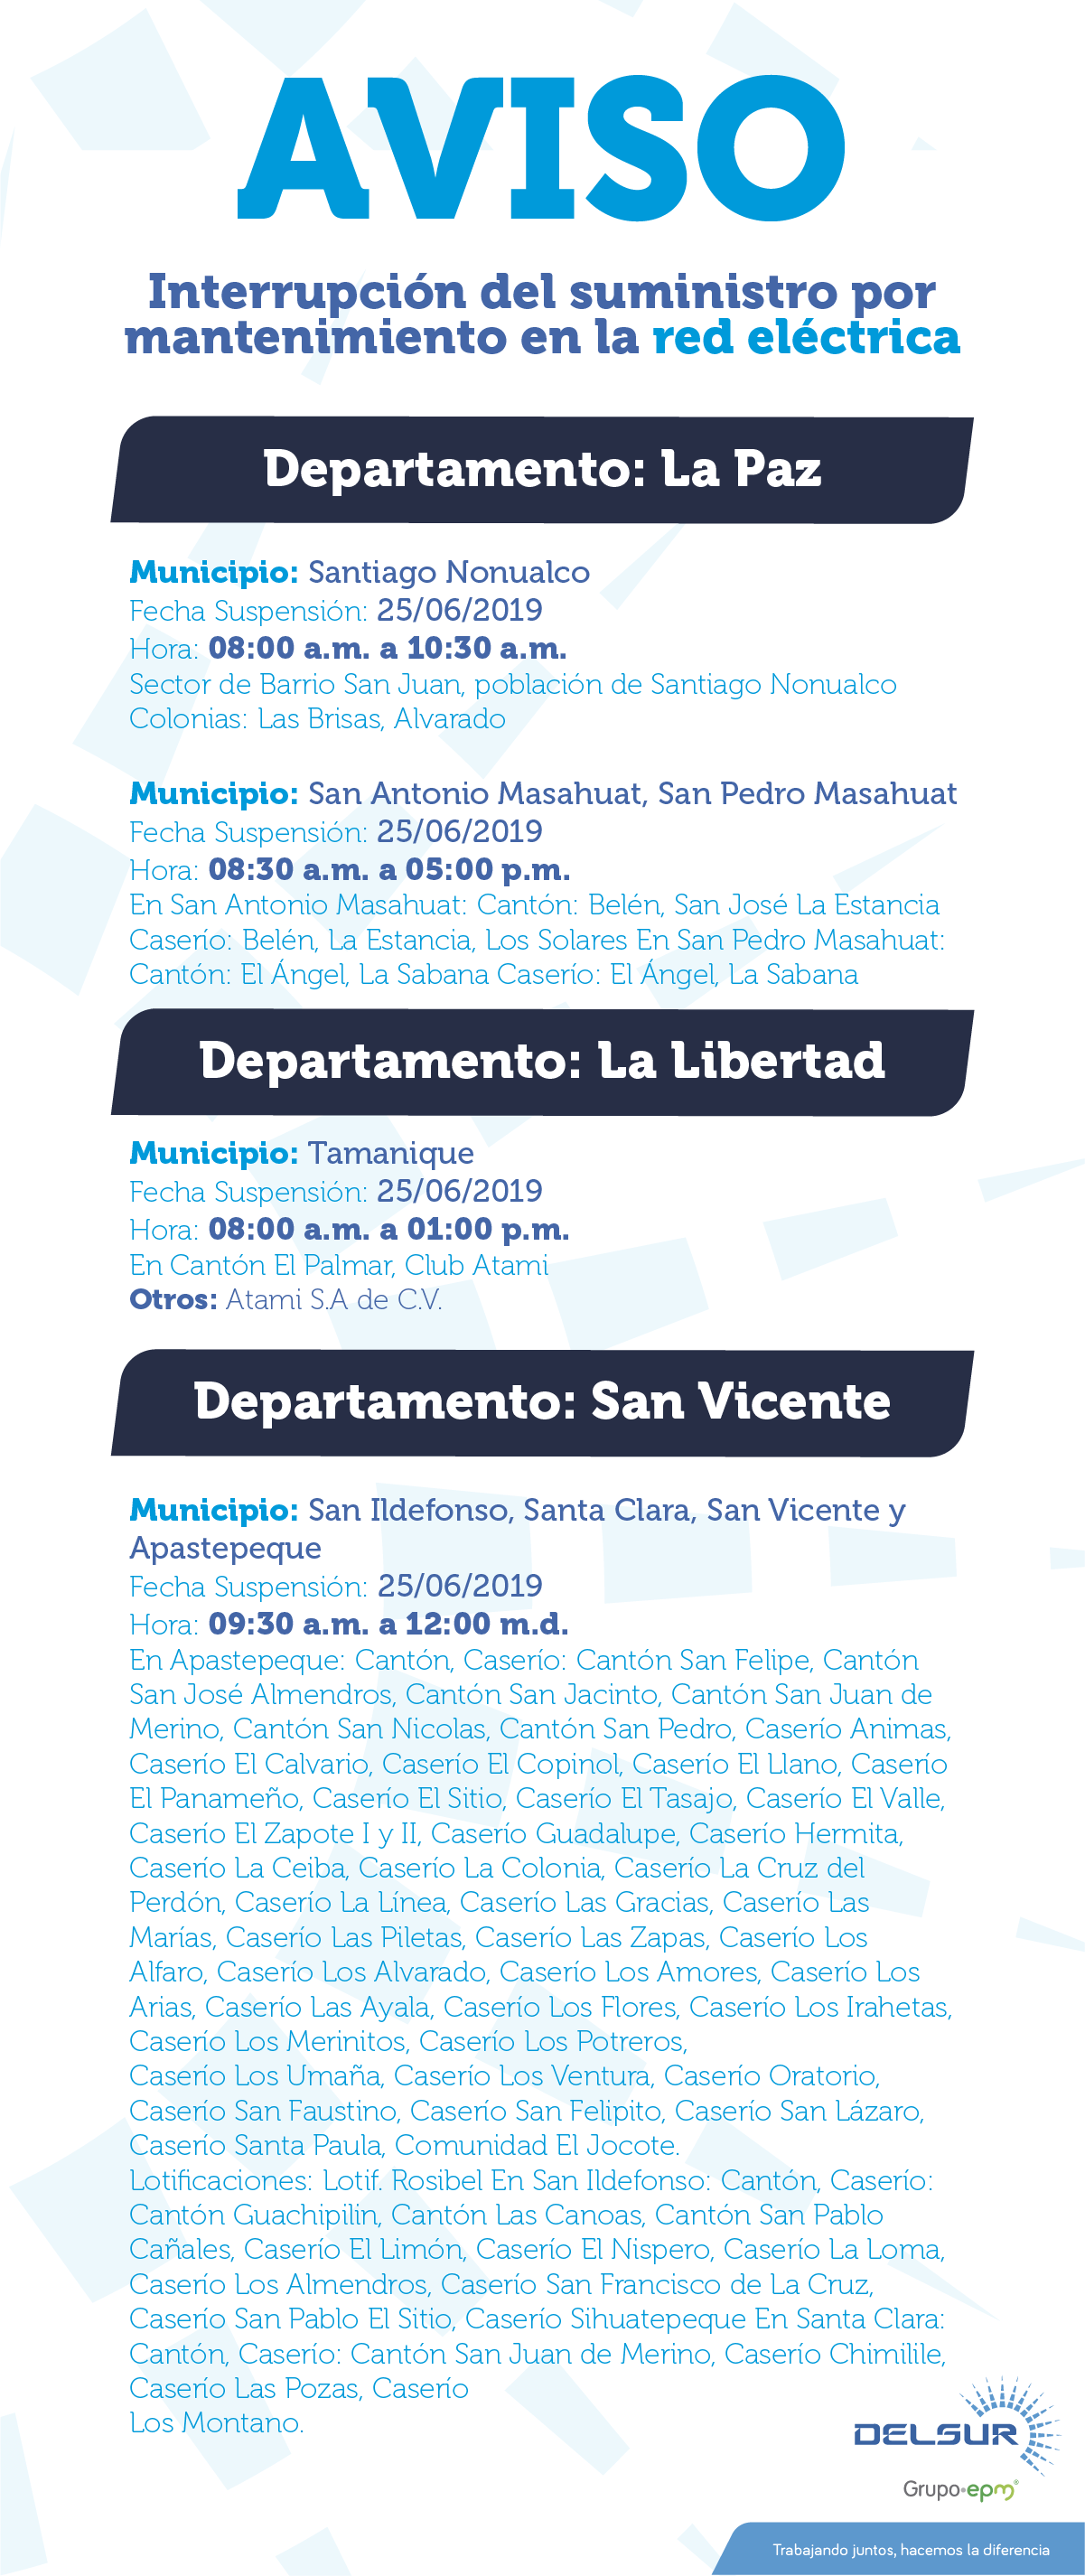 AVISO
Interrupción del suministro por
mantenimiento en la red eléctrica
Departamento: La Paz
Municipio: Santiago Nonualco
Fecha Suspensión: 25/06/2019
Hora: 08:00 a.m. a 10:30 a.m.
Sector de Barrio San Juan, población de Santiago Nonualco
Colonias: Las Brisas, Alvarado
Municipio: San Antonio Masahuat, San Pedro Masahuat
Fecha Suspensión: 25/06/2019
Hora: 08:30 a.m. a 05:00 p.m.
En San Antonio Masahuat: Cantón: Belén, San José La Estancia
Caserío: Belén, La Estancia, Los Solares En San Pedro Masahuat:
Cantón: El Ángel, La Sabana Caserío: El Ángel, La Sabana
Departamento: La Libertad
Municipio: Tamanique
Fecha Suspensión: 25/06/2019
Hora: 08:00 a.m. a 01:00 p.m.
En Cantón El Palmar, Club Atami
Otros: Atami S.A de C.V.
Departamento: San Vicente
Municipio: San Ildefonso, Santa Clara, San Vicente y
Apastepeque
Fecha Suspensión: 25/06/2019
Hora: 09:30 a.m. a 12:00 m.d.
En Apastepeque: Cantón, Caserío: Cantón San Felipe, Cantón
San José Almendros, Cantón San Jacinto, Cantón San Juan de
Merino, Cantón San Nicolas, Cantón San Pedro, Caserío Animas,
Caserío El Calvario, Caserío El Copinol, Caserío El Llano, Caserío
El Panameño, Caserío El Sitio, Caserío El Tasajo, Caserío El Valle,
Caserío El Zapote I y II, Caserío Guadalupe, Caserío Hermita,
Caserío La Ceiba, Caserío La Colonia, Caserío La Cruz del
Perdón, Caserío La Línea, Caserío Las Gracias, Caserío Las
Marías, Caserío Las Piletas, Caserío Las Zapas, Caserío Los
Alfaro, Caserío Los Alvarado, Caserío Los Amores, Caserío Los
Arias, Caserío Las Ayala, Caserío Los Flores, Caserío Los Irahetas,
Caserío Los Merinitos, Caserío Los Potreros,
Caserío Los Umaña, Caserío Los Ventura, Caserío Oratorio,
Caserío San Faustino, Caserío San Felipito, Caserío San Lázaro,
Caserío Santa Paula, Comunidad El Jocote.
Lotificaciones: Lotif. Rosibel En San Ildefonso: Cantón, Caserío:
Cantón Guachipilin, Cantón Las Canoas, Cantón San Pablo
Cañales, Caserío El Limón, Caserío El Nispero, Caserío La Loma,
Caserío Los Almendros, Caserío San Francisco de La Cruz,
Caserío San Pablo El Sitio, Caserío Sihuatepeque En Santa Clara:
Cantón, Caserío: Cantón San Juan de Merino, Caserío Chimilile,
Caserío Las Pozas, Caserío
Los Montano.
DELSUR
Grupo·epm®
Trabajando juntos, hacemos la diferencia